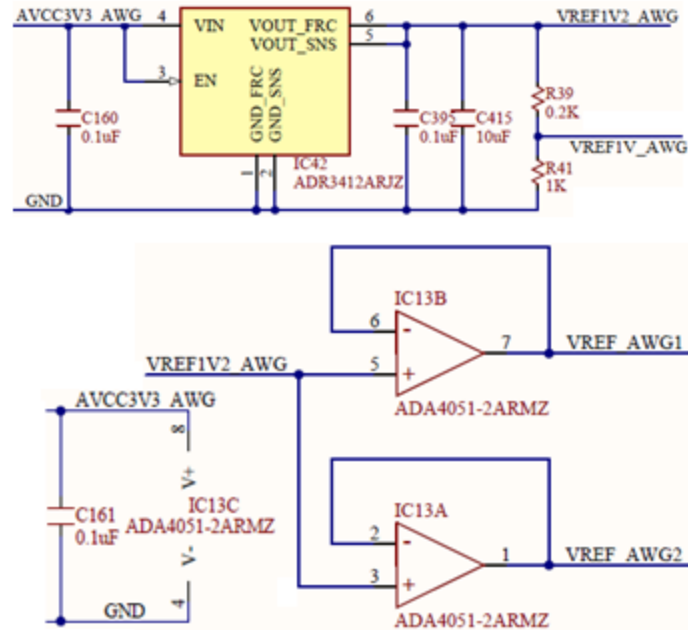 AVCC3V3_AWG
4
VIN
VOUT_FRC
6
VREF1V2_AWG
VOUT_SNS
5
3
EN
GND_FRC
GND_SNS
C160
0.1uF
C395
0.1uF
C415
10uF
R39
0.2K
VREF1V_AWG
R41
1K
1
2
IC42
ADR3412ARJZ
GND
IC13B
6
-
7
VREF_AWG1
VREF1V2_AWG
5
+
ADA4051-2ARMZ
AVCC3V3_AWG
8
V+
IC13C
ADA4051-2ARMZ
C161
0.1uF
V-
4
GND
IC13A
2
-
1
VREF_AWG2
3
+
ADA4051-2ARMZ